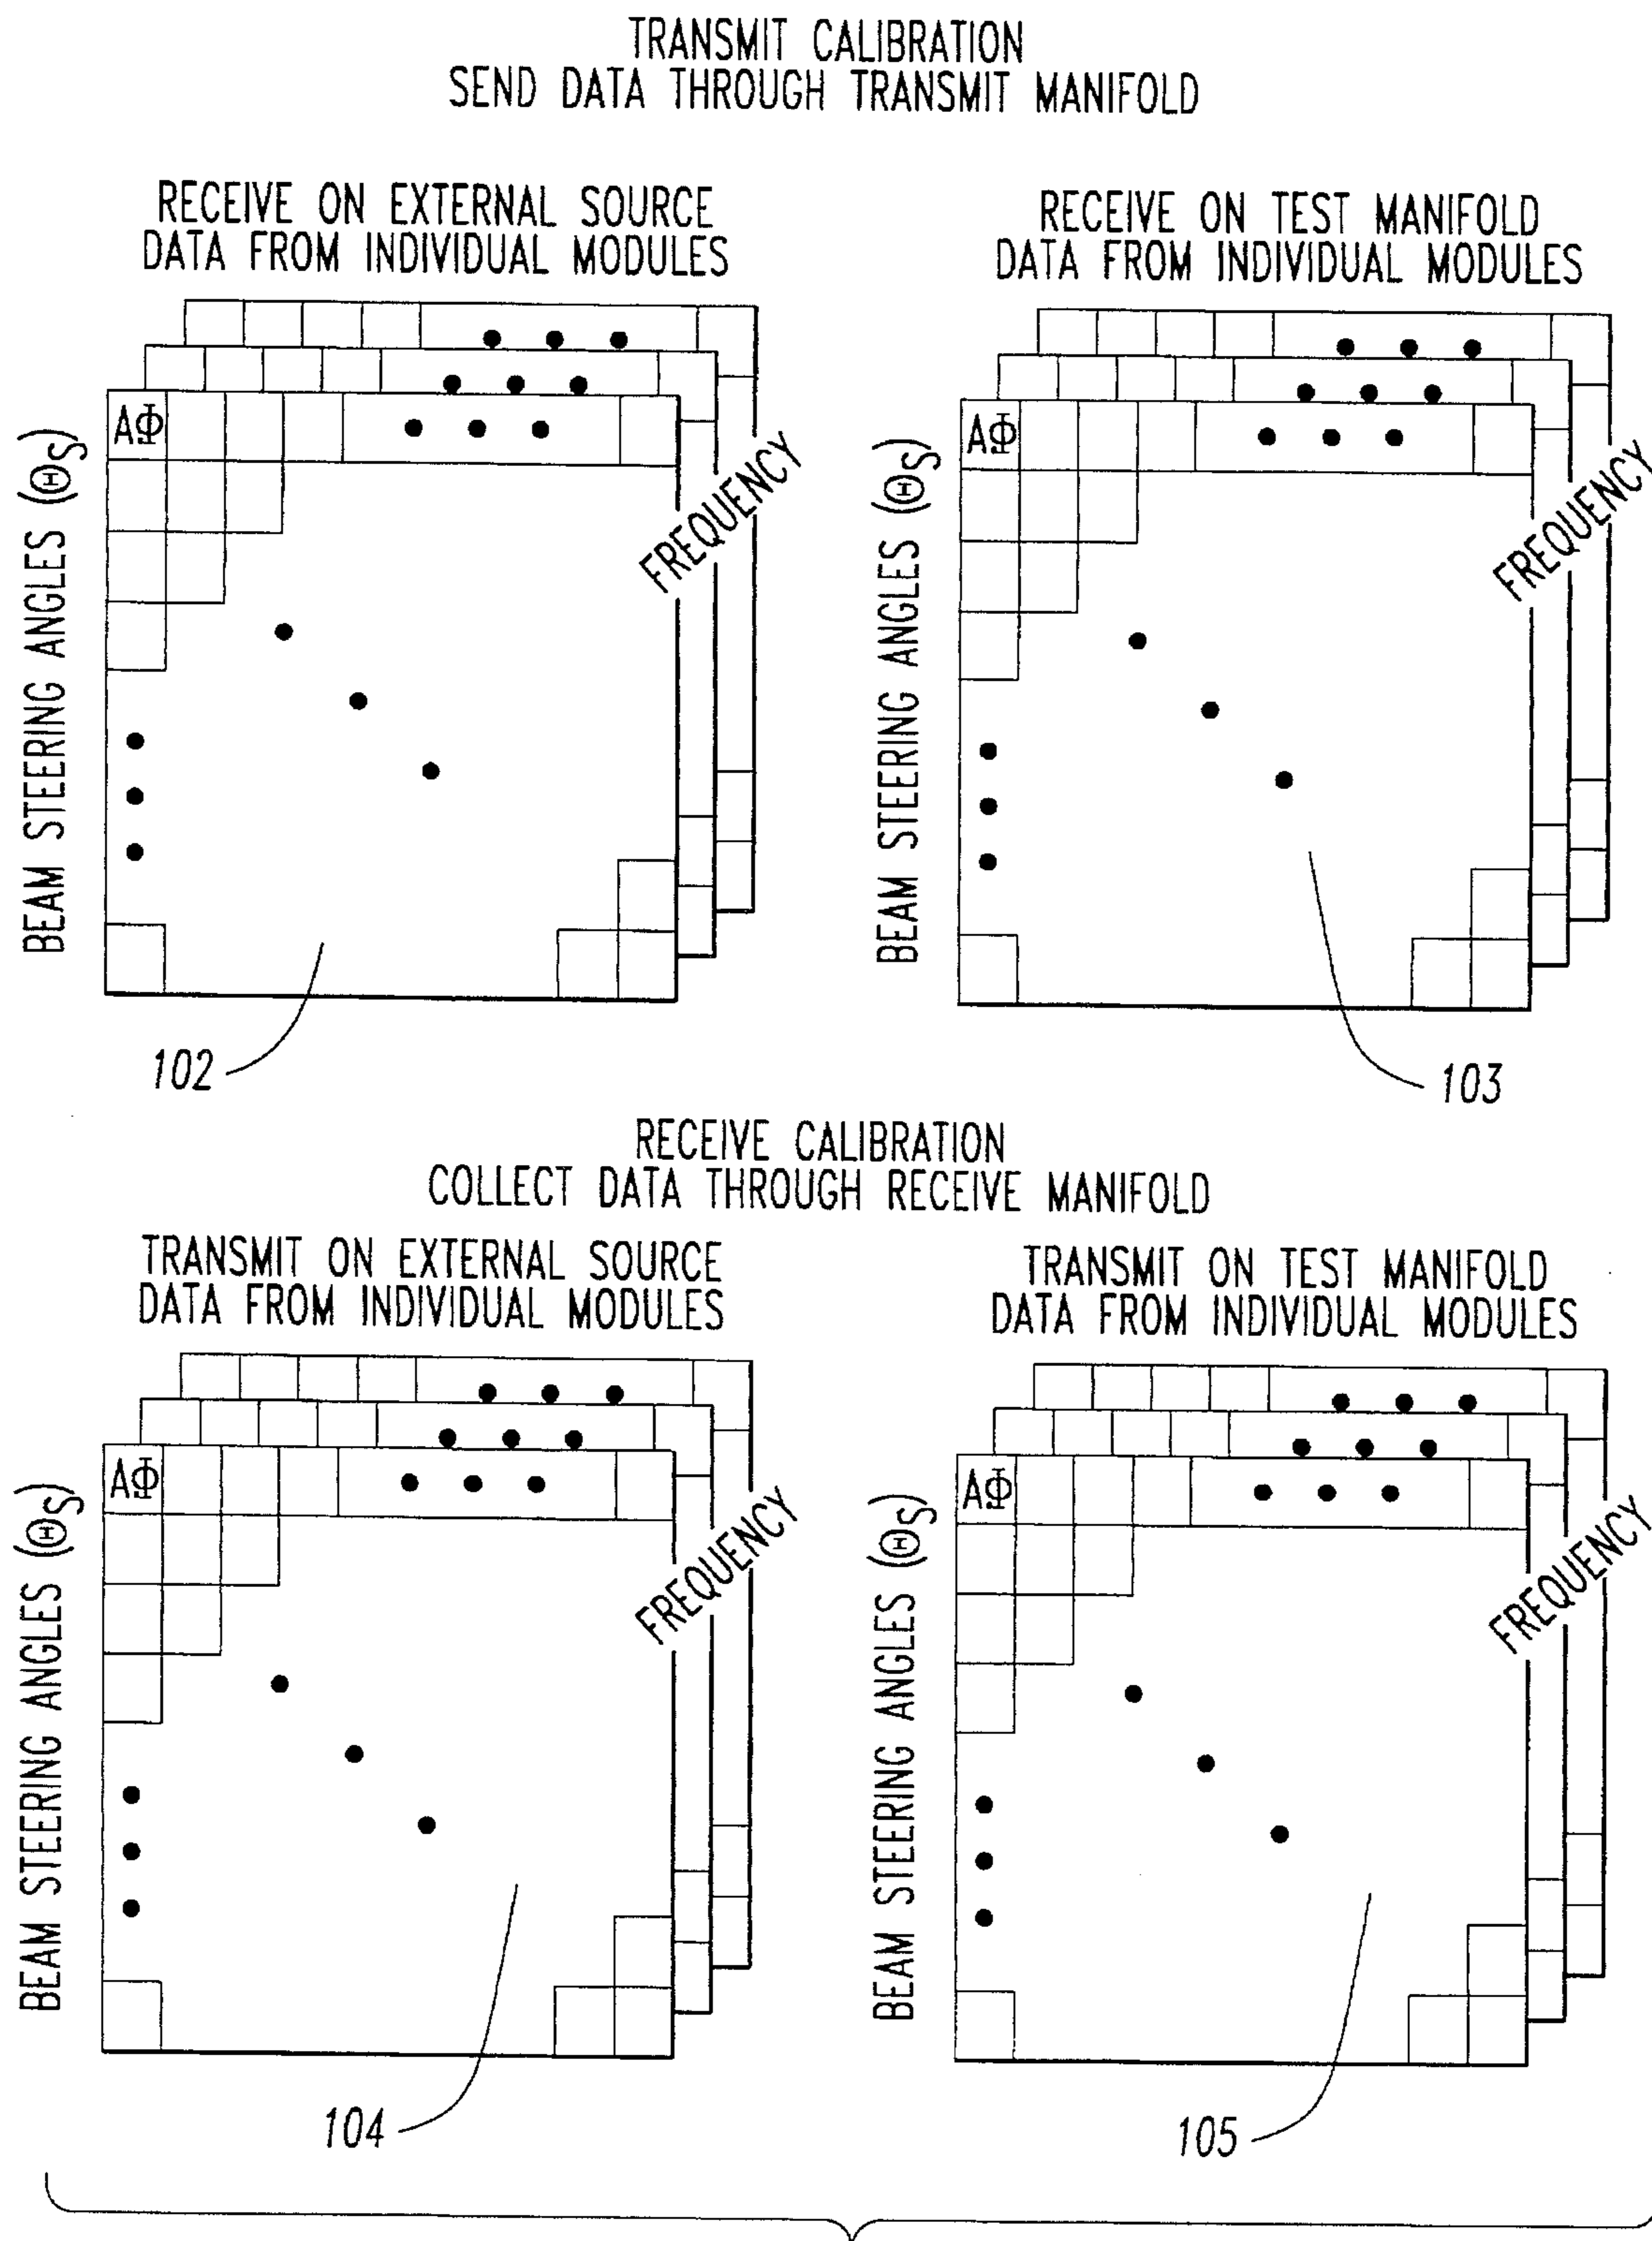 TRANSMIT CALIBRATION
SEND DATA THROUGH TRANSMIT MANIFOLD
RECEIVE ON EXTERNAL SOURCE
DATA FROM INDIVIDUAL MODULES
BEAM STEERING ANGLES (ΘS)
AΦ
FREQUENCY
102
RECEIVE ON TEST MANIFOLD
DATA FROM INDIVIDUAL MODULES
BEAM STEERING ANGLES (ΘS)
AΦ
FREQUENCY
103
RECEIVE CALIBRATION
COLLECT DATA THROUGH RECEIVE MANIFOLD
TRANSMIT ON EXTERNAL SOURCE
DATA FROM INDIVIDUAL MODULES
BEAM STEERING ANGLES (ΘS)
AΦ
FREQUENCY
104
TRANSMIT ON TEST MANIFOLD
DATA FROM INDIVIDUAL MODULES
BEAM STEERING ANGLES (ΘS)
AΦ
FREQUENCY
105